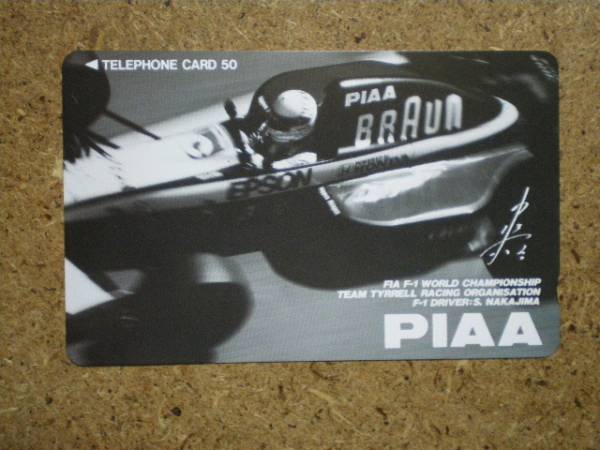 ◀ TELEPHONE CARD 50
PIAA
BRAUN
EPSON
FIA F-1 WORLD CHAMPIONSHIP
TEAM TYRRELL RACING ORGANISATION
F-1 DRIVER:S. NAKAJIMA
PIAA